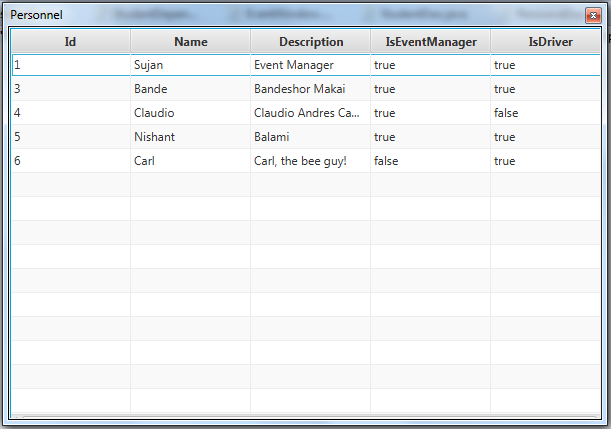 Personnel
Id Name Description IsEventManager IsDriver
1 Sujan Event Manager true true
3 Bande Bandeshor Makai true true
4 Claudio Claudio Andres Ca... true false
5 Nishant Balami true true
6 Carl Carl, the bee guy! false true